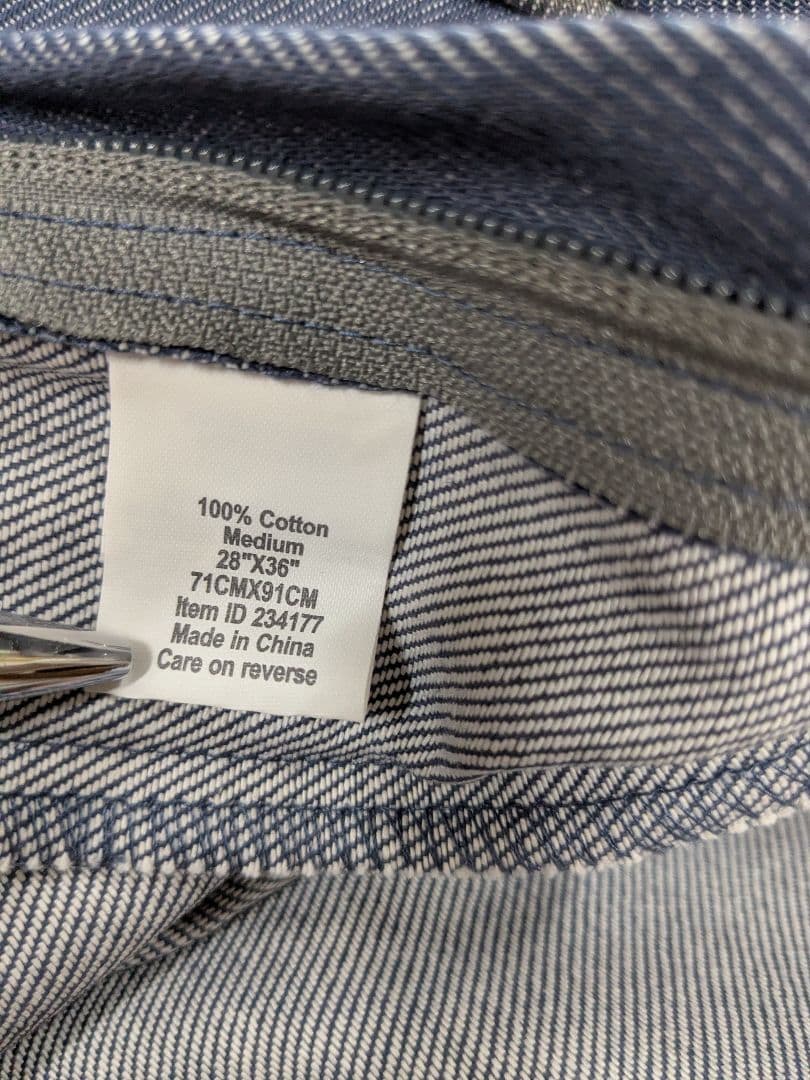 100% Cotton
Medium
28"X36"
71CMX91CM
Item ID 234177
Made in China
Care on reverse